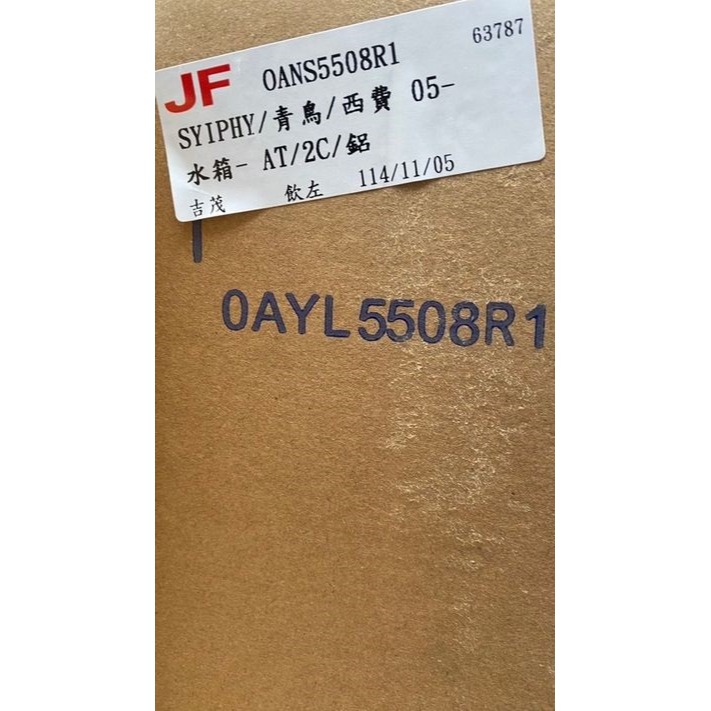 JF OANS5508R1 63787
SYIPHY/青鳥/西費 05-
水箱- AT/2C/鋁
吉茂 飲左 114/11/05
0AYL5508R1